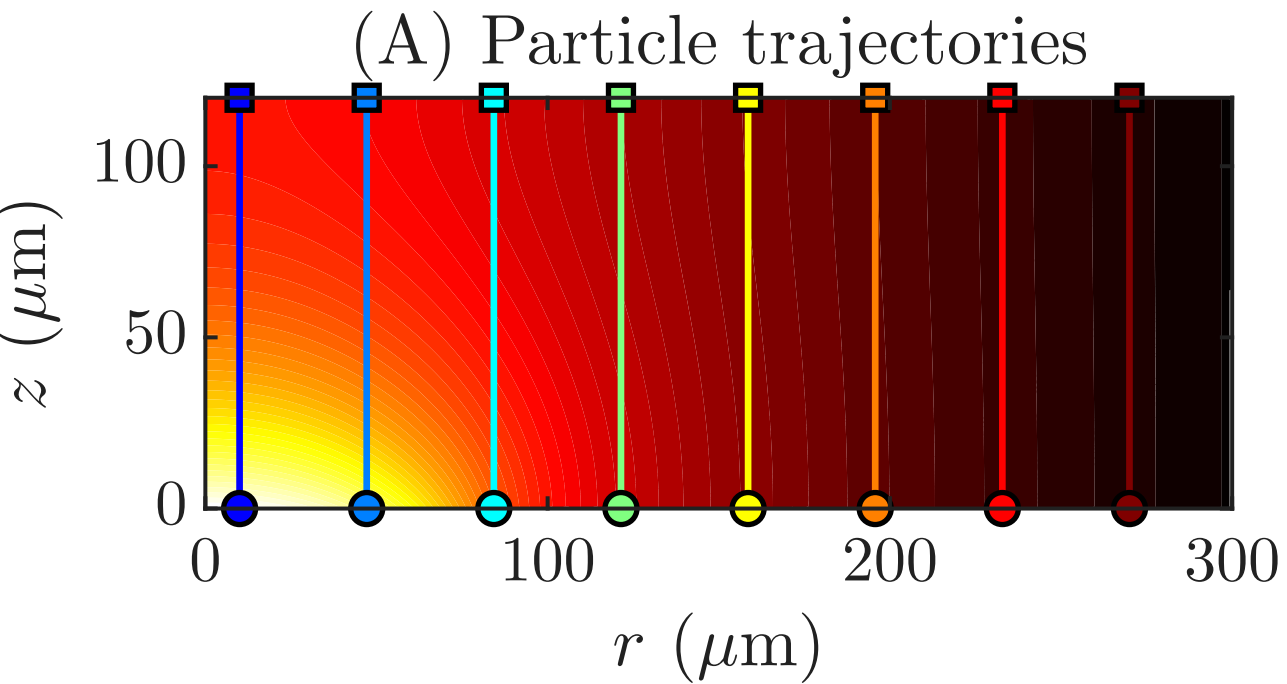 (A) Particle trajectories
100
50
0
z (μm)
0 100 200 300
r (μm)